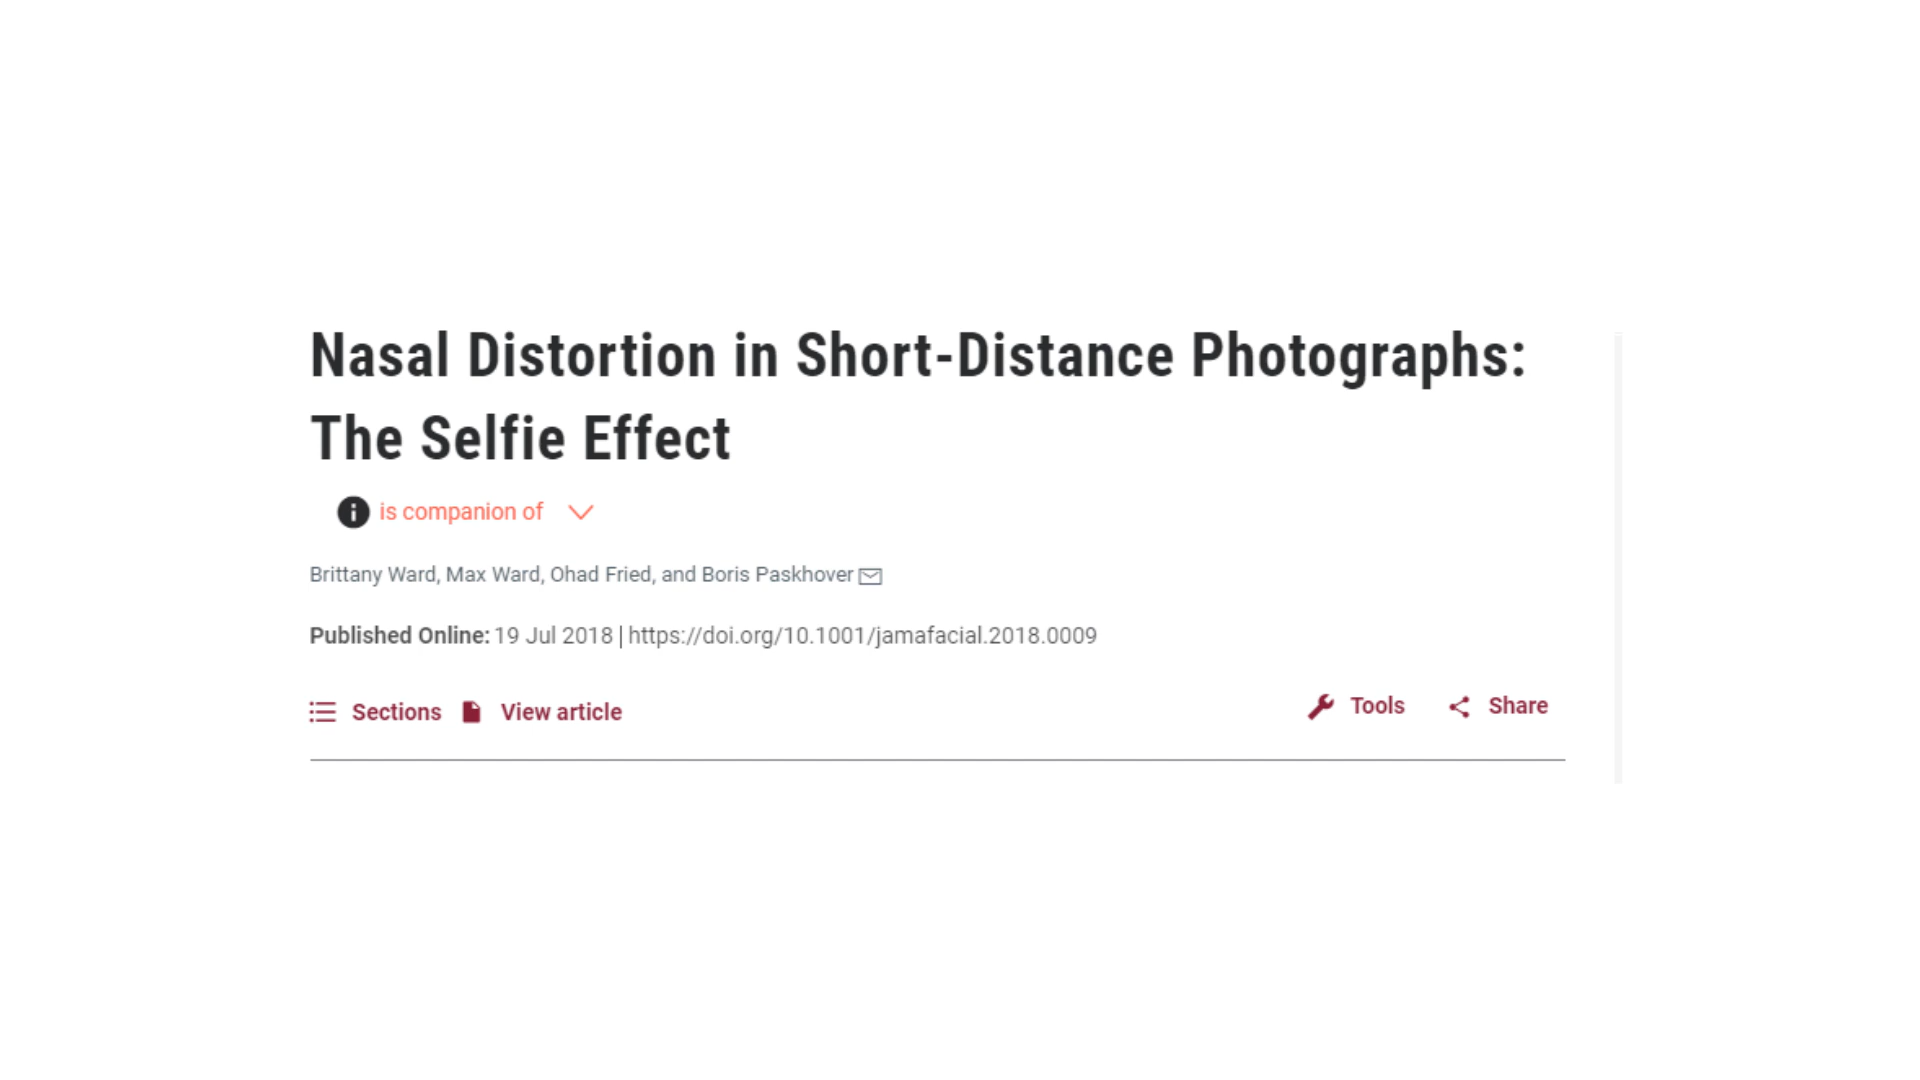 Nasal Distortion in Short-Distance Photographs:
The Selfie Effect
is companion of
Brittany Ward, Max Ward, Ohad Fried, and Boris Paskhover
Published Online: 19 Jul 2018 | https://doi.org/10.1001/jamafacial.2018.0009
Sections View article Tools Share